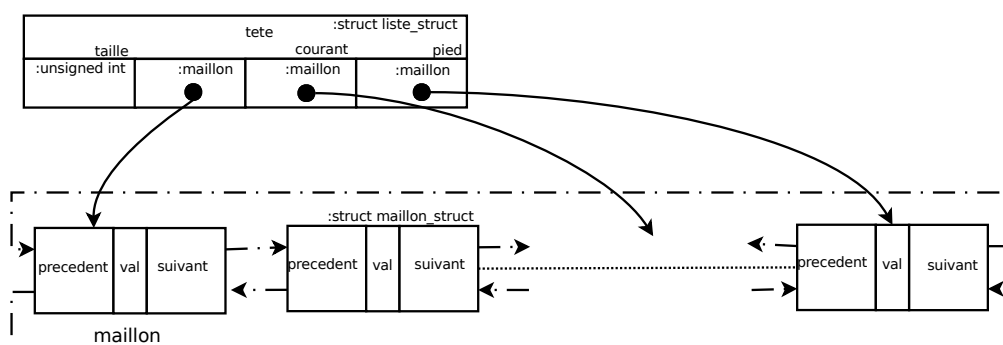 :struct liste_struct
tete
taille courant pied
:unsigned int :maillon :maillon :maillon
:struct maillon_struct
precedent val suivant precedent val suivant precedent val suivant
maillon